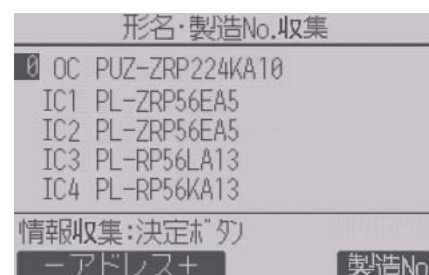 形名・製造No.収集
0 OC PUZ-ZRP224KA10
IC1 PL-ZRP56EA5
IC2 PL-ZRP56EA5
IC3 PL-RP56LA13
IC4 PL-RP56KA13
情報収集:決定ボタン
ーアドレス+ 製造No